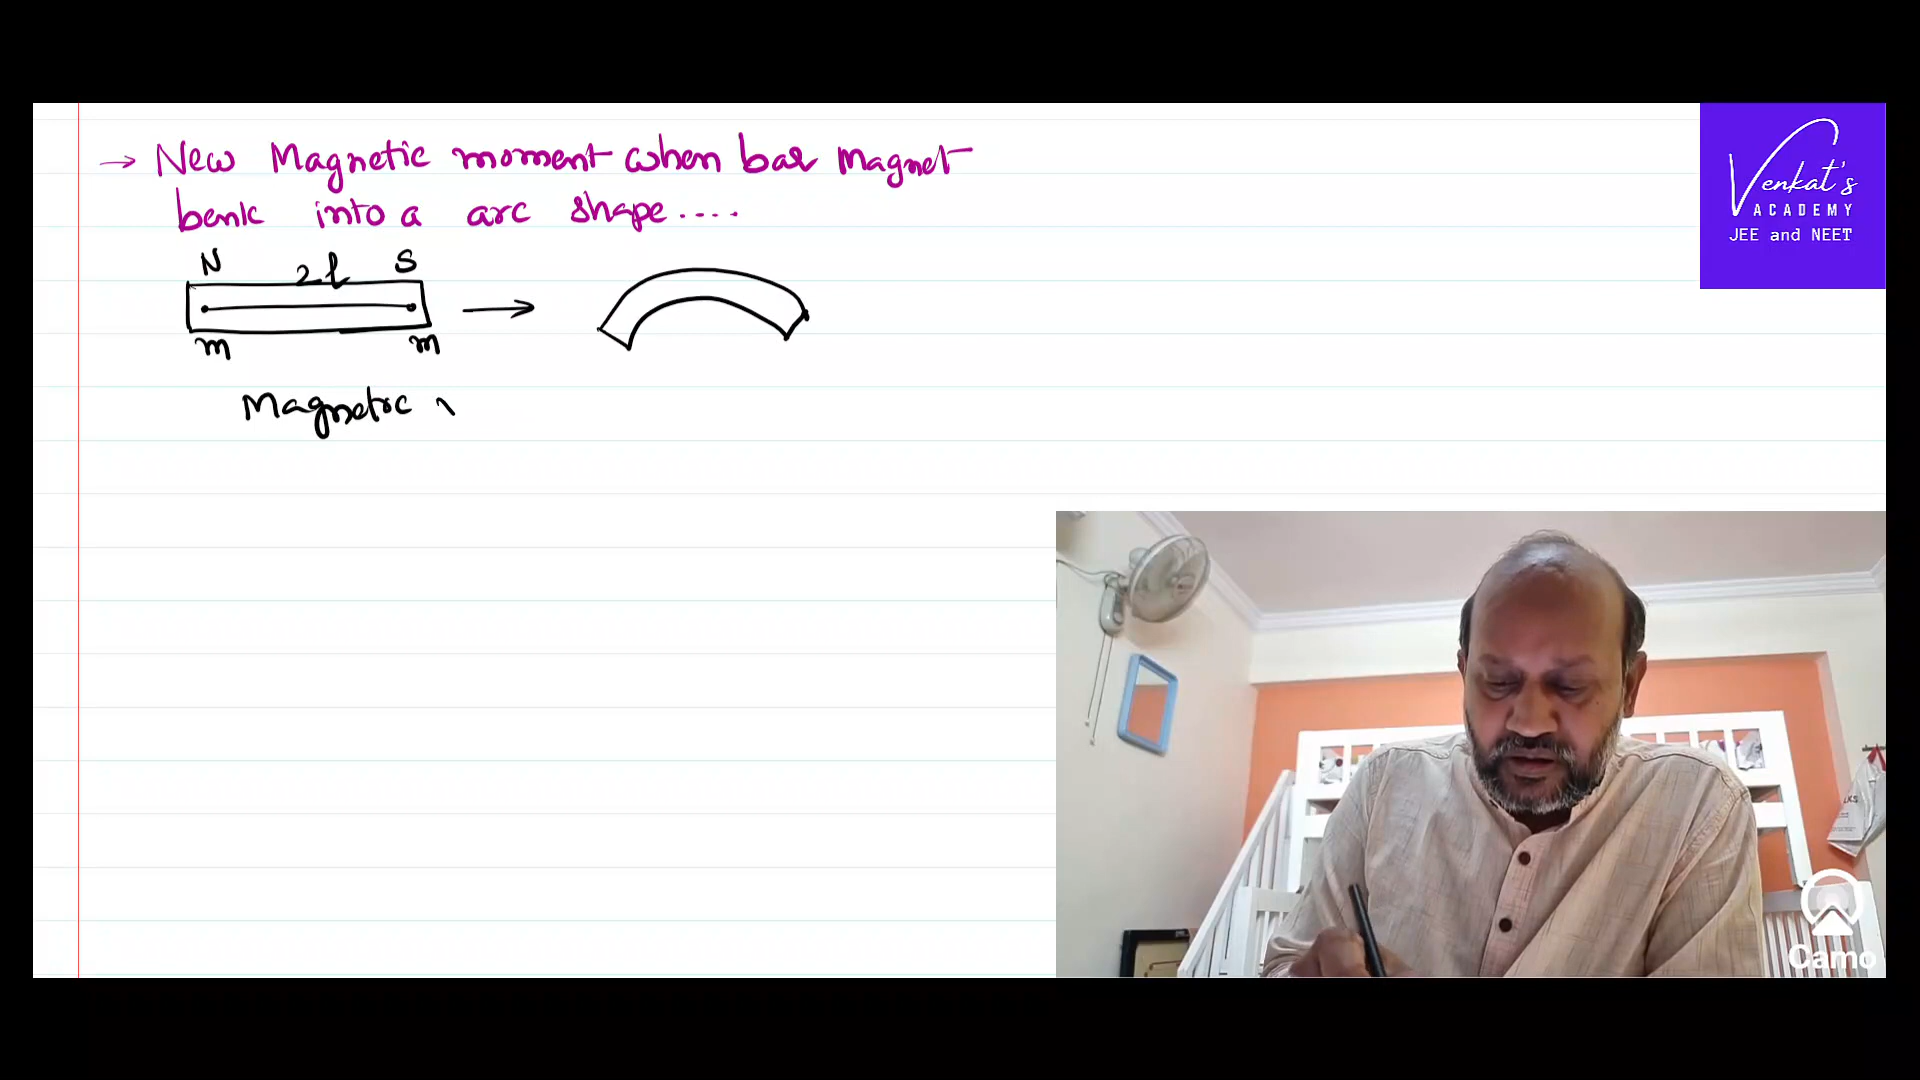 → New Magnetic moment when bar Magnet
benk into a arc shape....
N 2l S
m m
Magnetic
Venkat's
ACADEMY
JEE and NEET
Camo